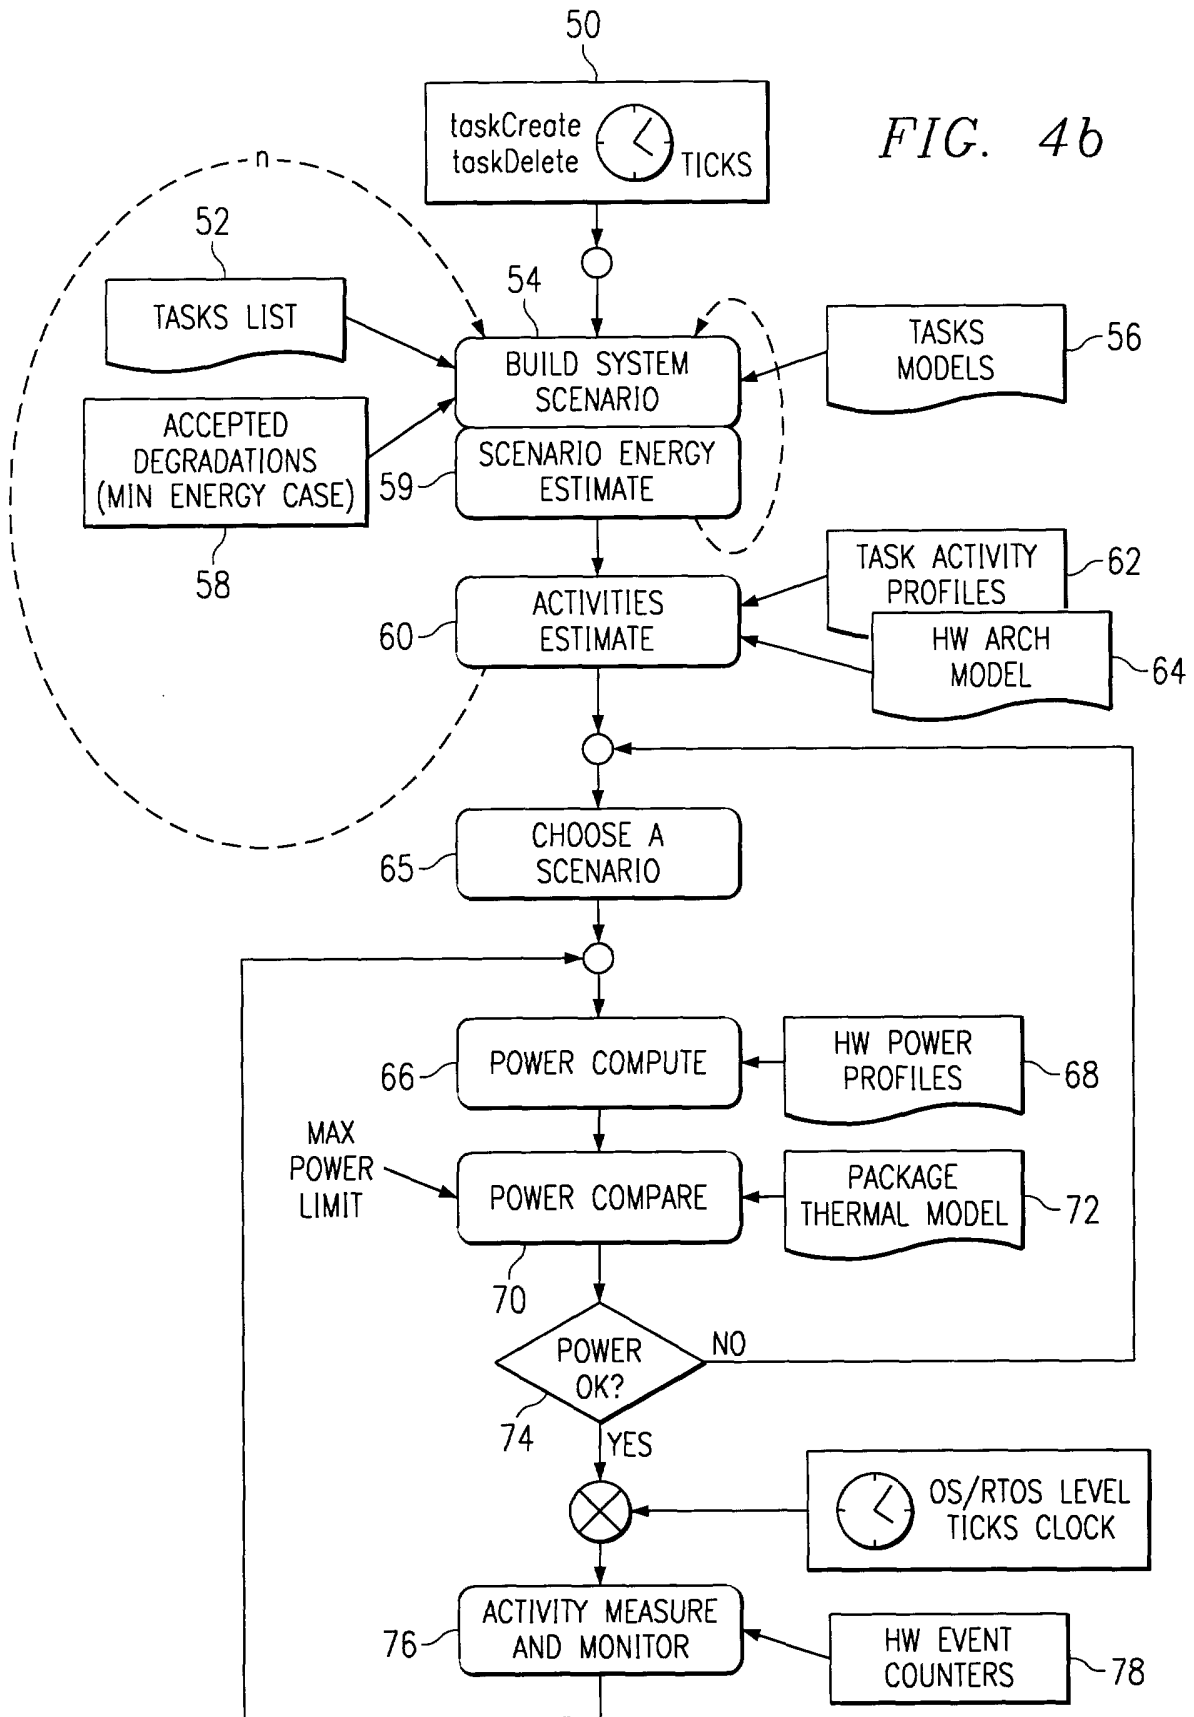 50
taskCreate
taskDelete
TICKS
FIG. 4b
n
52
TASKS LIST
54
BUILD SYSTEM
SCENARIO
TASKS
MODELS
56
ACCEPTED
DEGRADATIONS
(MIN ENERGY CASE)
58
59
SCENARIO ENERGY
ESTIMATE
60
ACTIVITIES
ESTIMATE
TASK ACTIVITY
PROFILES
62
HW ARCH
MODEL
64
65
CHOOSE A
SCENARIO
66
POWER COMPUTE
HW POWER
PROFILES
68
MAX
POWER
LIMIT
POWER COMPARE
70
PACKAGE
THERMAL MODEL
72
POWER
OK?
NO
74
YES
OS/RTOS LEVEL
TICKS CLOCK
76
ACTIVITY MEASURE
AND MONITOR
HW EVENT
COUNTERS
78